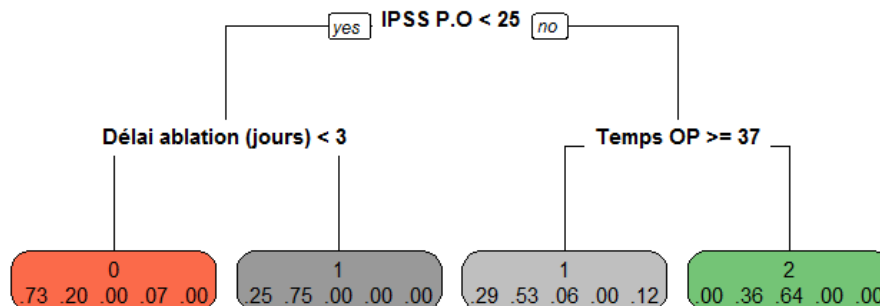 IPSS P.O < 25
yes
no
Délai ablation (jours) < 3
Temps OP >= 37
0
.73 .20 .00 .07 .00
1
.25 .75 .00 .00 .00
1
.29 .53 .06 .00 .12
2
.00 .36 .64 .00 .00